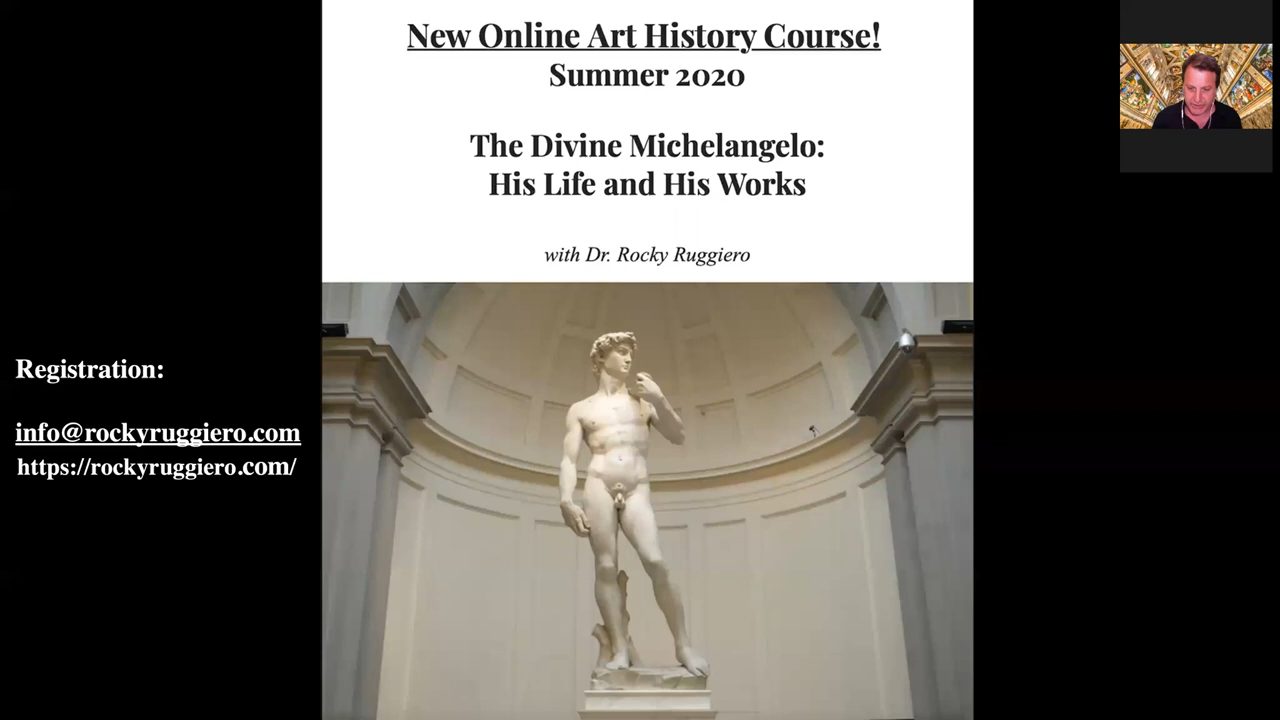 New Online Art History Course!
Summer 2020
The Divine Michelangelo:
His Life and His Works
with Dr. Rocky Ruggiero
Registration:
info@rockyruggiero.com
https://rockyruggiero.com/